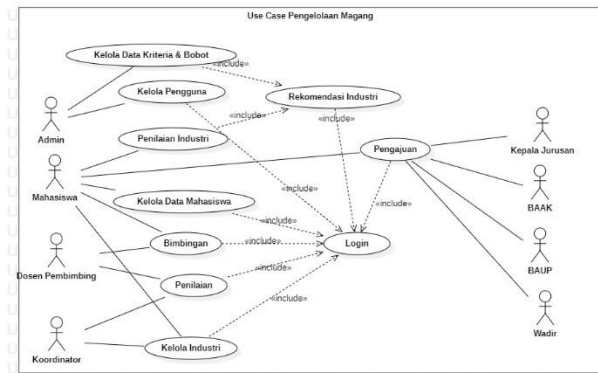 Use Case Pengelolaan Magang
Kelola Data Kriteria & Bobot
«include»
Kelola Pengguna
Rekomendasi Industri
«include»
«include»
Admin
Penilaian Industri
Pengajuan
Kepala Jurusan
Mahasiswa
«include»
«include»
Kelola Data Mahasiswa
BAAK
«include»
Bimbingan
«include»
Login
Dosen Pembimbing
BAUP
Penilaian
«include»
«include»
Koordinator
Kelola Industri
Wadir